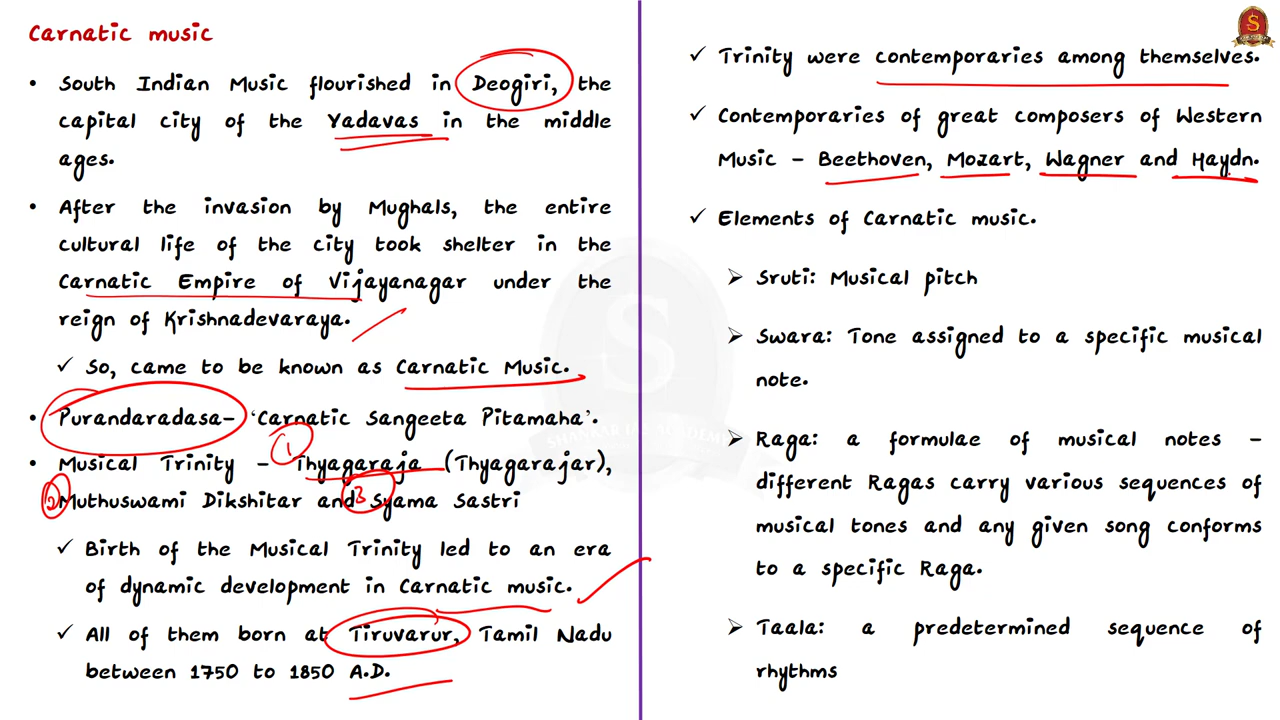 Carnatic music
• South Indian Music flourished in Deogiri, the
capital city of the Yadavas in the middle
ages.
• After the invasion by Mughals, the entire
cultural life of the city took shelter in the
Carnatic Empire of Vijayanagar under the
reign of Krishnadevaraya.
✓ So, came to be known as Carnatic Music.
• Purandaradasa- 'Carnatic Sangeeta Pitamaha'.
1
• Musical Trinity - Thyagaraja (Thyagarajar),
2 Muthuswami Dikshitar and 3 Syama Sastri
✓ Birth of the Musical Trinity led to an era
of dynamic development in Carnatic music.
✓ All of them born at Tiruvarur, Tamil Nadu
between 1750 to 1850 A.D.
✓ Trinity were contemporaries among themselves.
✓ Contemporaries of great composers of Western
Music - Beethoven, Mozart, Wagner and Haydn.
✓ Elements of Carnatic music.
➢ Sruti: Musical pitch
➢ Swara: Tone assigned to a specific musical
note.
➢ Raga: a formulae of musical notes -
different Ragas carry various sequences of
musical tones and any given song conforms
to a specific Raga.
➢ Taala: a predetermined sequence of
rhythms
S
SHANKAR IAS ACADEMY